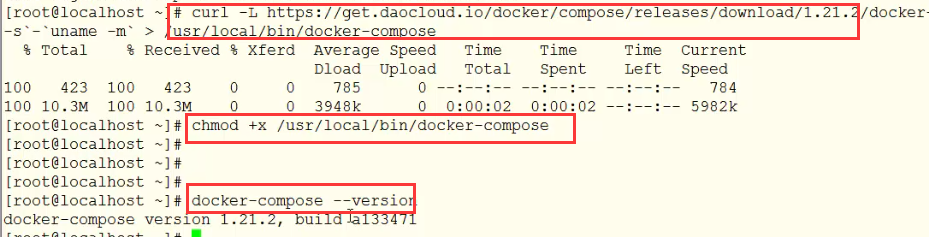 [root@localhost ~]# curl -L https://get.daocloud.io/docker/compose/releases/download/1.21.2/docker-
-s`-`uname -m` > /usr/local/bin/docker-compose
% Total % Received % Xferd Average Speed Time Time Time Current
Dload Upload Total Spent Left Speed
100 423 100 423 0 0 785 0 --:--:-- --:--:-- --:--:-- 784
100 10.3M 100 10.3M 0 0 3948k 0 0:00:02 0:00:02 --:--:-- 5982k
[root@localhost ~]# chmod +x /usr/local/bin/docker-compose
[root@localhost ~]#
[root@localhost ~]#
[root@localhost ~]#
[root@localhost ~]# docker-compose --version
docker-compose version 1.21.2, build a133471
[root@localhost ~]#